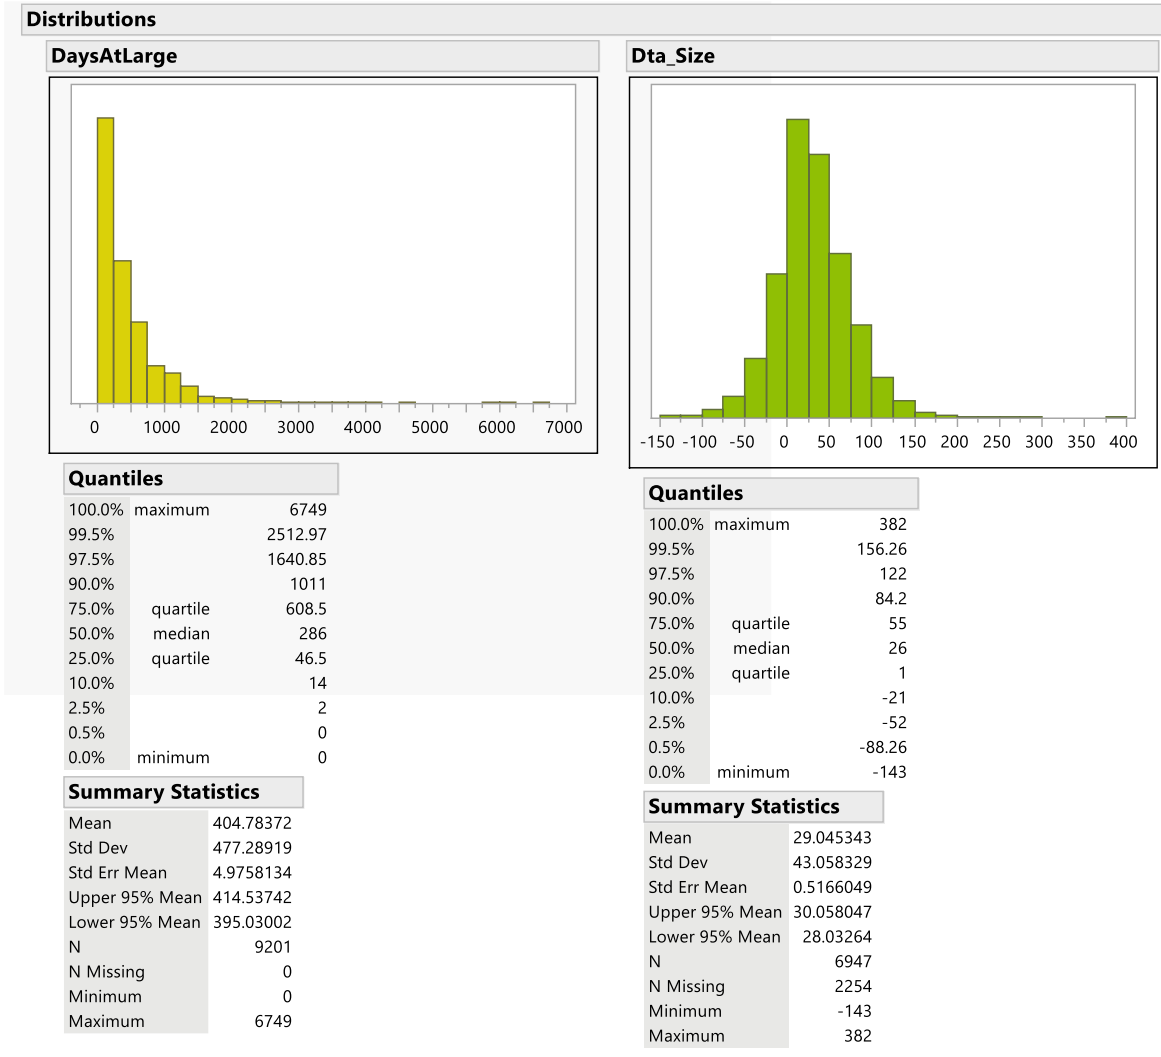 Distributions
DaysAtLarge
0 1000 2000 3000 4000 5000 6000 7000
Quantiles
100.0% maximum 6749
99.5% 2512.97
97.5% 1640.85
90.0% 1011
75.0% quartile 608.5
50.0% median 286
25.0% quartile 46.5
10.0% 14
2.5% 2
0.5% 0
0.0% minimum 0
Summary Statistics
Mean 404.78372
Std Dev 477.28919
Std Err Mean 4.9758134
Upper 95% Mean 414.53742
Lower 95% Mean 395.03002
N 9201
N Missing 0
Minimum 0
Maximum 6749
Dta_Size
-150 -100 -50 0 50 100 150 200 250 300 350 400
Quantiles
100.0% maximum 382
99.5% 156.26
97.5% 122
90.0% 84.2
75.0% quartile 55
50.0% median 26
25.0% quartile 1
10.0% -21
2.5% -52
0.5% -88.26
0.0% minimum -143
Summary Statistics
Mean 29.045343
Std Dev 43.058329
Std Err Mean 0.5166049
Upper 95% Mean 30.058047
Lower 95% Mean 28.03264
N 6947
N Missing 2254
Minimum -143
Maximum 382